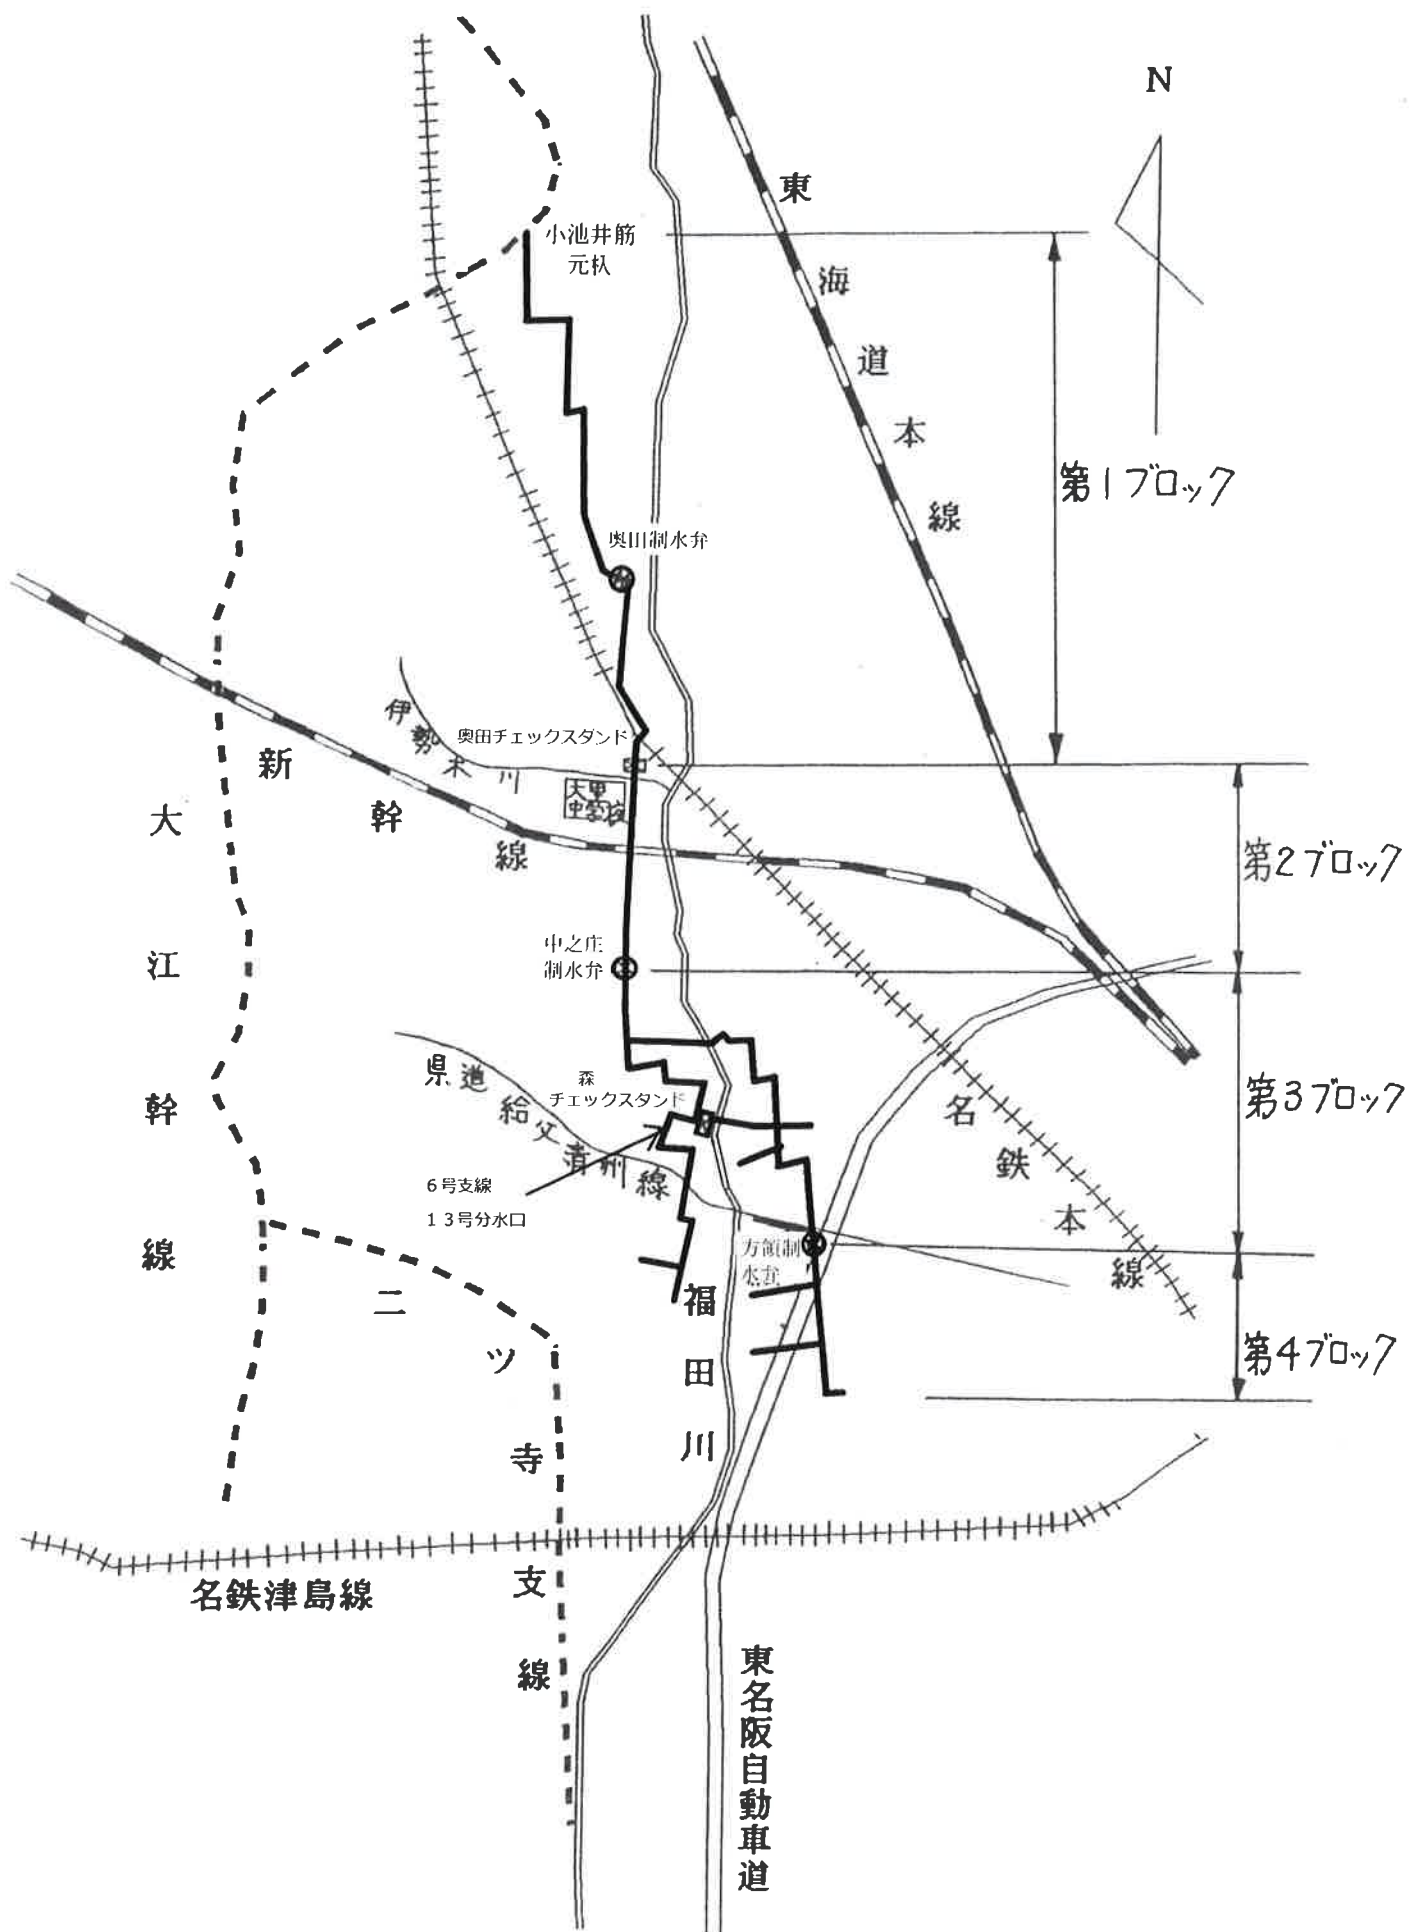 N
東海道本線
小池井筋
元杁
第1ブロック
奥田制水弁
伊勢木川
奥田チェックスタンド
大里
中学校
新幹線
大江幹線
第2ブロック
中之庄
制水弁
県道給父清州線
森
チェックスタンド
名鉄本線
第3ブロック
6号支線
13号分水口
方領制
水弁
二ツ寺支線
福田川
第4ブロック
名鉄津島線
東名阪自動車道